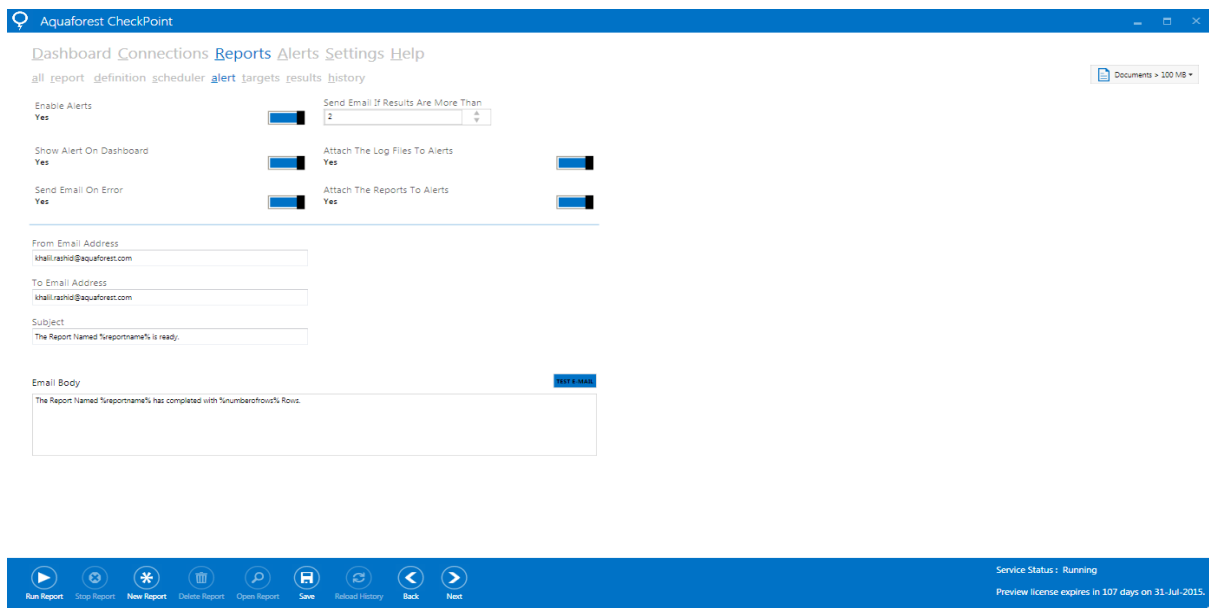 Aquaforest CheckPoint
Dashboard Connections Reports Alerts Settings Help
all report definition scheduler alert targets results history
Documents > 100 MB
Enable Alerts
Yes
Send Email If Results Are More Than
2
Show Alert On Dashboard
Yes
Attach The Log Files To Alerts
Yes
Send Email On Error
Yes
Attach The Reports To Alerts
Yes
From Email Address
khalil.rashid@aquaforest.com
To Email Address
khalil.rashid@aquaforest.com
Subject
The Report Named %reportname% is ready.
Email Body
TEST E-MAIL
The Report Named %reportname% has completed with %numberofrows% Rows.
Run Report Stop Report New Report Delete Report Open Report Save Reload History Back Next
Service Status : Running
Preview license expires in 107 days on 31-Jul-2015.